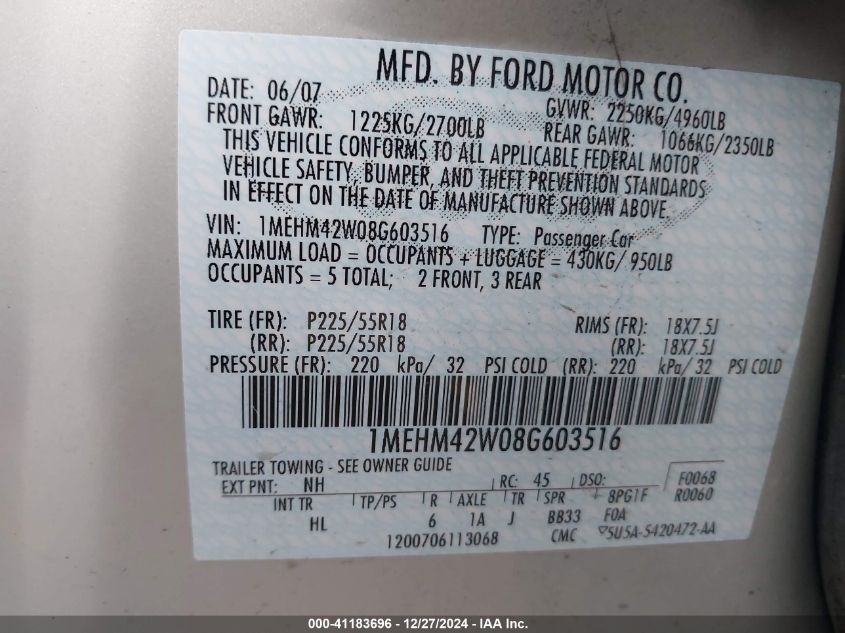 MFD. BY FORD MOTOR CO.
DATE: 06/07 GVWR: 2250KG/4960LB
FRONT GAWR: 1225KG/2700LB REAR GAWR: 1066KG/2350LB
THIS VEHICLE CONFORMS TO ALL APPLICABLE FEDERAL MOTOR
VEHICLE SAFETY, BUMPER, AND THEFT PREVENTION STANDARDS
IN EFFECT ON THE DATE OF MANUFACTURE SHOWN ABOVE.
VIN: 1MEHM42W08G603516 TYPE: Passenger Car
MAXIMUM LOAD = OCCUPANTS + LUGGAGE = 430KG/ 950LB
OCCUPANTS = 5 TOTAL; 2 FRONT, 3 REAR
TIRE (FR): P225/55R18 RIMS (FR): 18X7.5J
(RR): P225/55R18 (RR): 18X7.5J
PRESSURE (FR): 220 kPa/ 32 PSI COLD (RR): 220 kPa/ 32 PSI COLD
1MEHM42W08G603516
TRAILER TOWING - SEE OWNER GUIDE
EXT PNT: NH RC: 45 DSO: F0068
INT TR TP/PS R AXLE TR SPR 8PG1F R0060
HL 6 1A J BB33 F0A
1200706113068 CMC 5U5A-5420472-AA
000-41183696 - 12/27/2024 - IAA Inc.